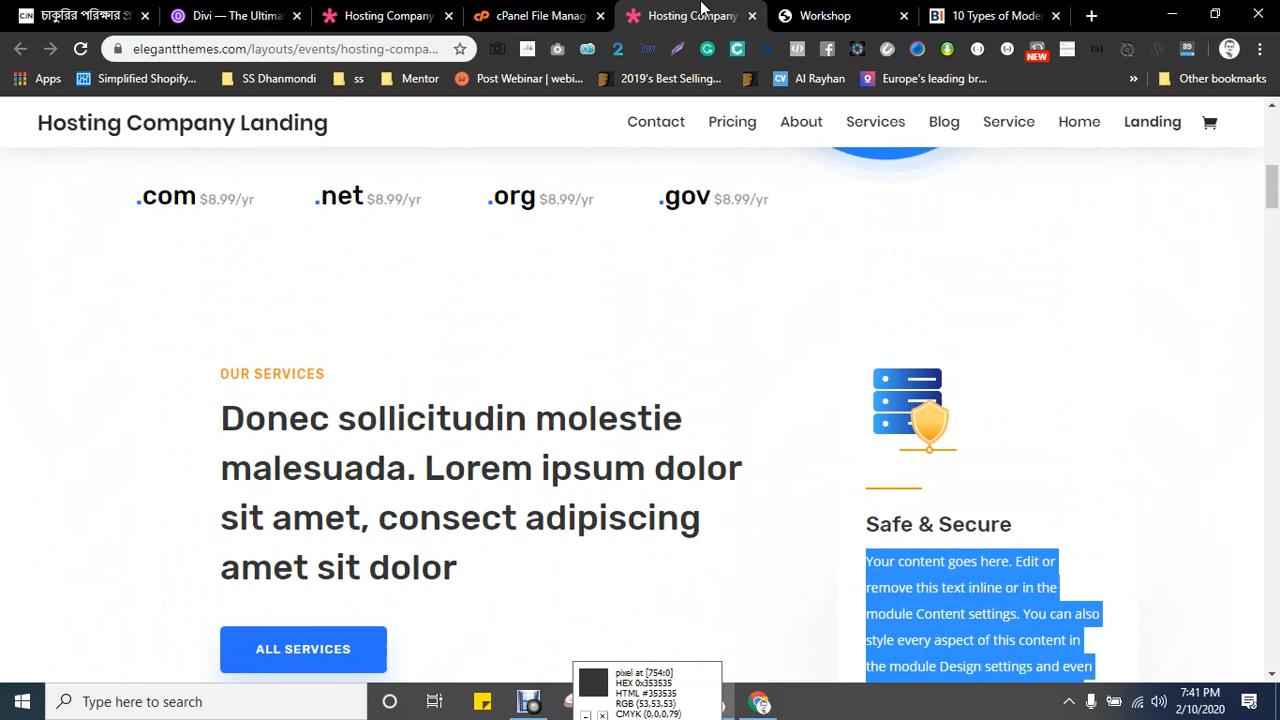 চাকুরির পরিক্ষার প্র
Divi — The Ultima
Hosting Company
cPanel File Manag
Hosting Company
Workshop
10 Types of Moder
elegantthemes.com/layouts/events/hosting-compa...
NEW
89
Apps
Simplified Shopify...
SS Dhanmondi
ss
Mentor
Post Webinar | webi...
2019's Best Selling...
CV Al Rayhan
Europe's leading br...
»
Other bookmarks
Hosting Company Landing
Contact Pricing About Services Blog Service Home Landing
.com $8.99/yr .net $8.99/yr .org $8.99/yr .gov $8.99/yr
OUR SERVICES
Donec sollicitudin molestie
malesuada. Lorem ipsum dolor
sit amet, consect adipiscing
amet sit dolor
ALL SERVICES
Safe & Secure
Your content goes here. Edit or
remove this text inline or in the
module Content settings. You can also
style every aspect of this content in
the module Design settings and even
pixel at [754:0]
HEX 0x353535
HTML #353535
RGB (53,53,53)
CMYK (0,0,0,79)
Type here to search
7:41 PM
2/10/2020